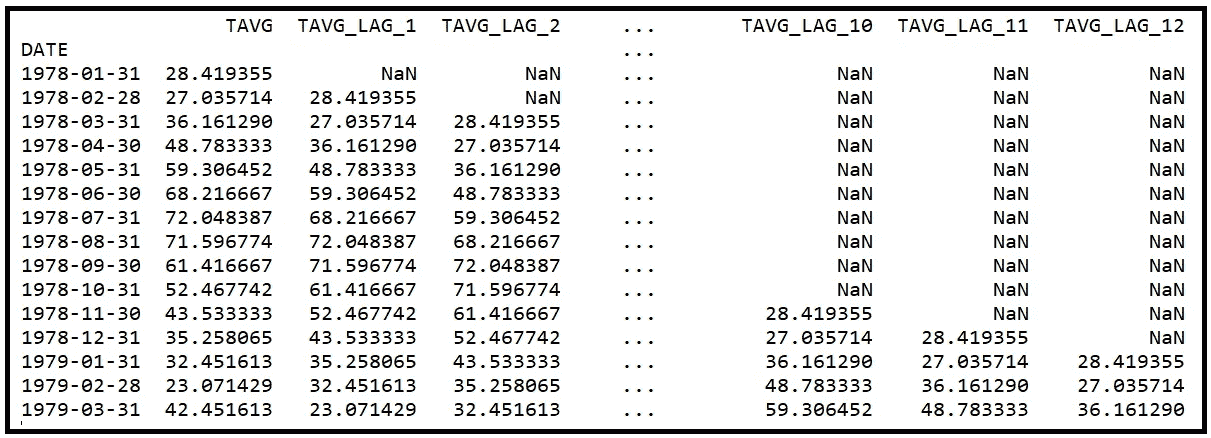 TAVG TAVG_LAG_1 TAVG_LAG_2 ... TAVG_LAG_10 TAVG_LAG_11 TAVG_LAG_12
DATE ...
1978-01-31 28.419355 NaN NaN ... NaN NaN NaN
1978-02-28 27.035714 28.419355 NaN ... NaN NaN NaN
1978-03-31 36.161290 27.035714 28.419355 ... NaN NaN NaN
1978-04-30 48.783333 36.161290 27.035714 ... NaN NaN NaN
1978-05-31 59.306452 48.783333 36.161290 ... NaN NaN NaN
1978-06-30 68.216667 59.306452 48.783333 ... NaN NaN NaN
1978-07-31 72.048387 68.216667 59.306452 ... NaN NaN NaN
1978-08-31 71.596774 72.048387 68.216667 ... NaN NaN NaN
1978-09-30 61.416667 71.596774 72.048387 ... NaN NaN NaN
1978-10-31 52.467742 61.416667 71.596774 ... NaN NaN NaN
1978-11-30 43.533333 52.467742 61.416667 ... 28.419355 NaN NaN
1978-12-31 35.258065 43.533333 52.467742 ... 27.035714 28.419355 NaN
1979-01-31 32.451613 35.258065 43.533333 ... 36.161290 27.035714 28.419355
1979-02-28 23.071429 32.451613 35.258065 ... 48.783333 36.161290 27.035714
1979-03-31 42.451613 23.071429 32.451613 ... 59.306452 48.783333 36.161290